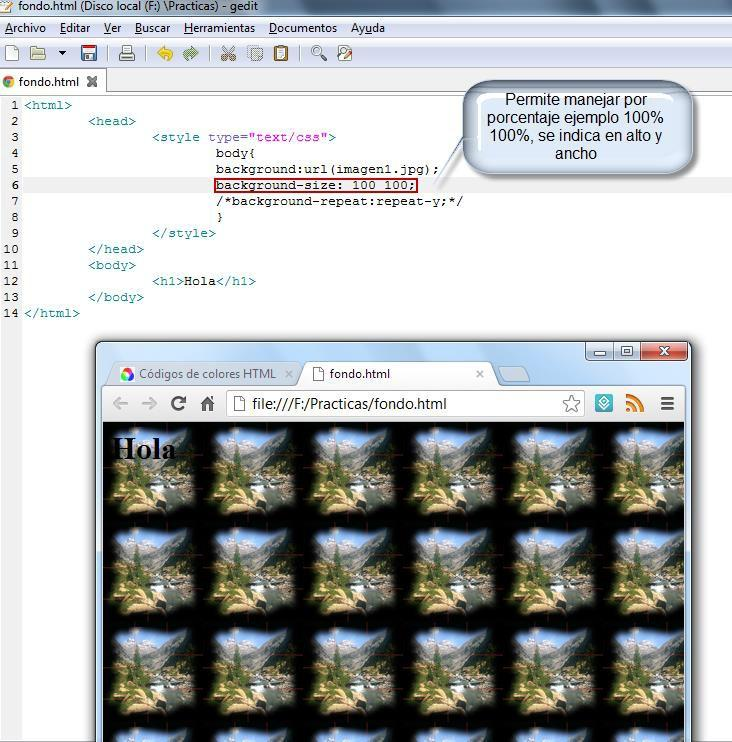 fondo.html (Disco local (F:) \Practicas) - gedit
Archivo Editar Ver Buscar Herramientas Documentos Ayuda
fondo.html
1 <html>
2 <head>
3 <style type="text/css">
4 body{
5 background:url(imagen1.jpg);
6 background-size: 100 100;
7 /*background-repeat:repeat-y;*/
8 }
9 </style>
10 </head>
11 <body>
12 <h1>Hola</h1>
13 </body>
14 </html>
Permite manejar por
porcentaje ejemplo 100%
100%, se indica en alto y
ancho
Códigos de colores HTML
fondo.html
file:///F:/Practicas/fondo.html
Hola